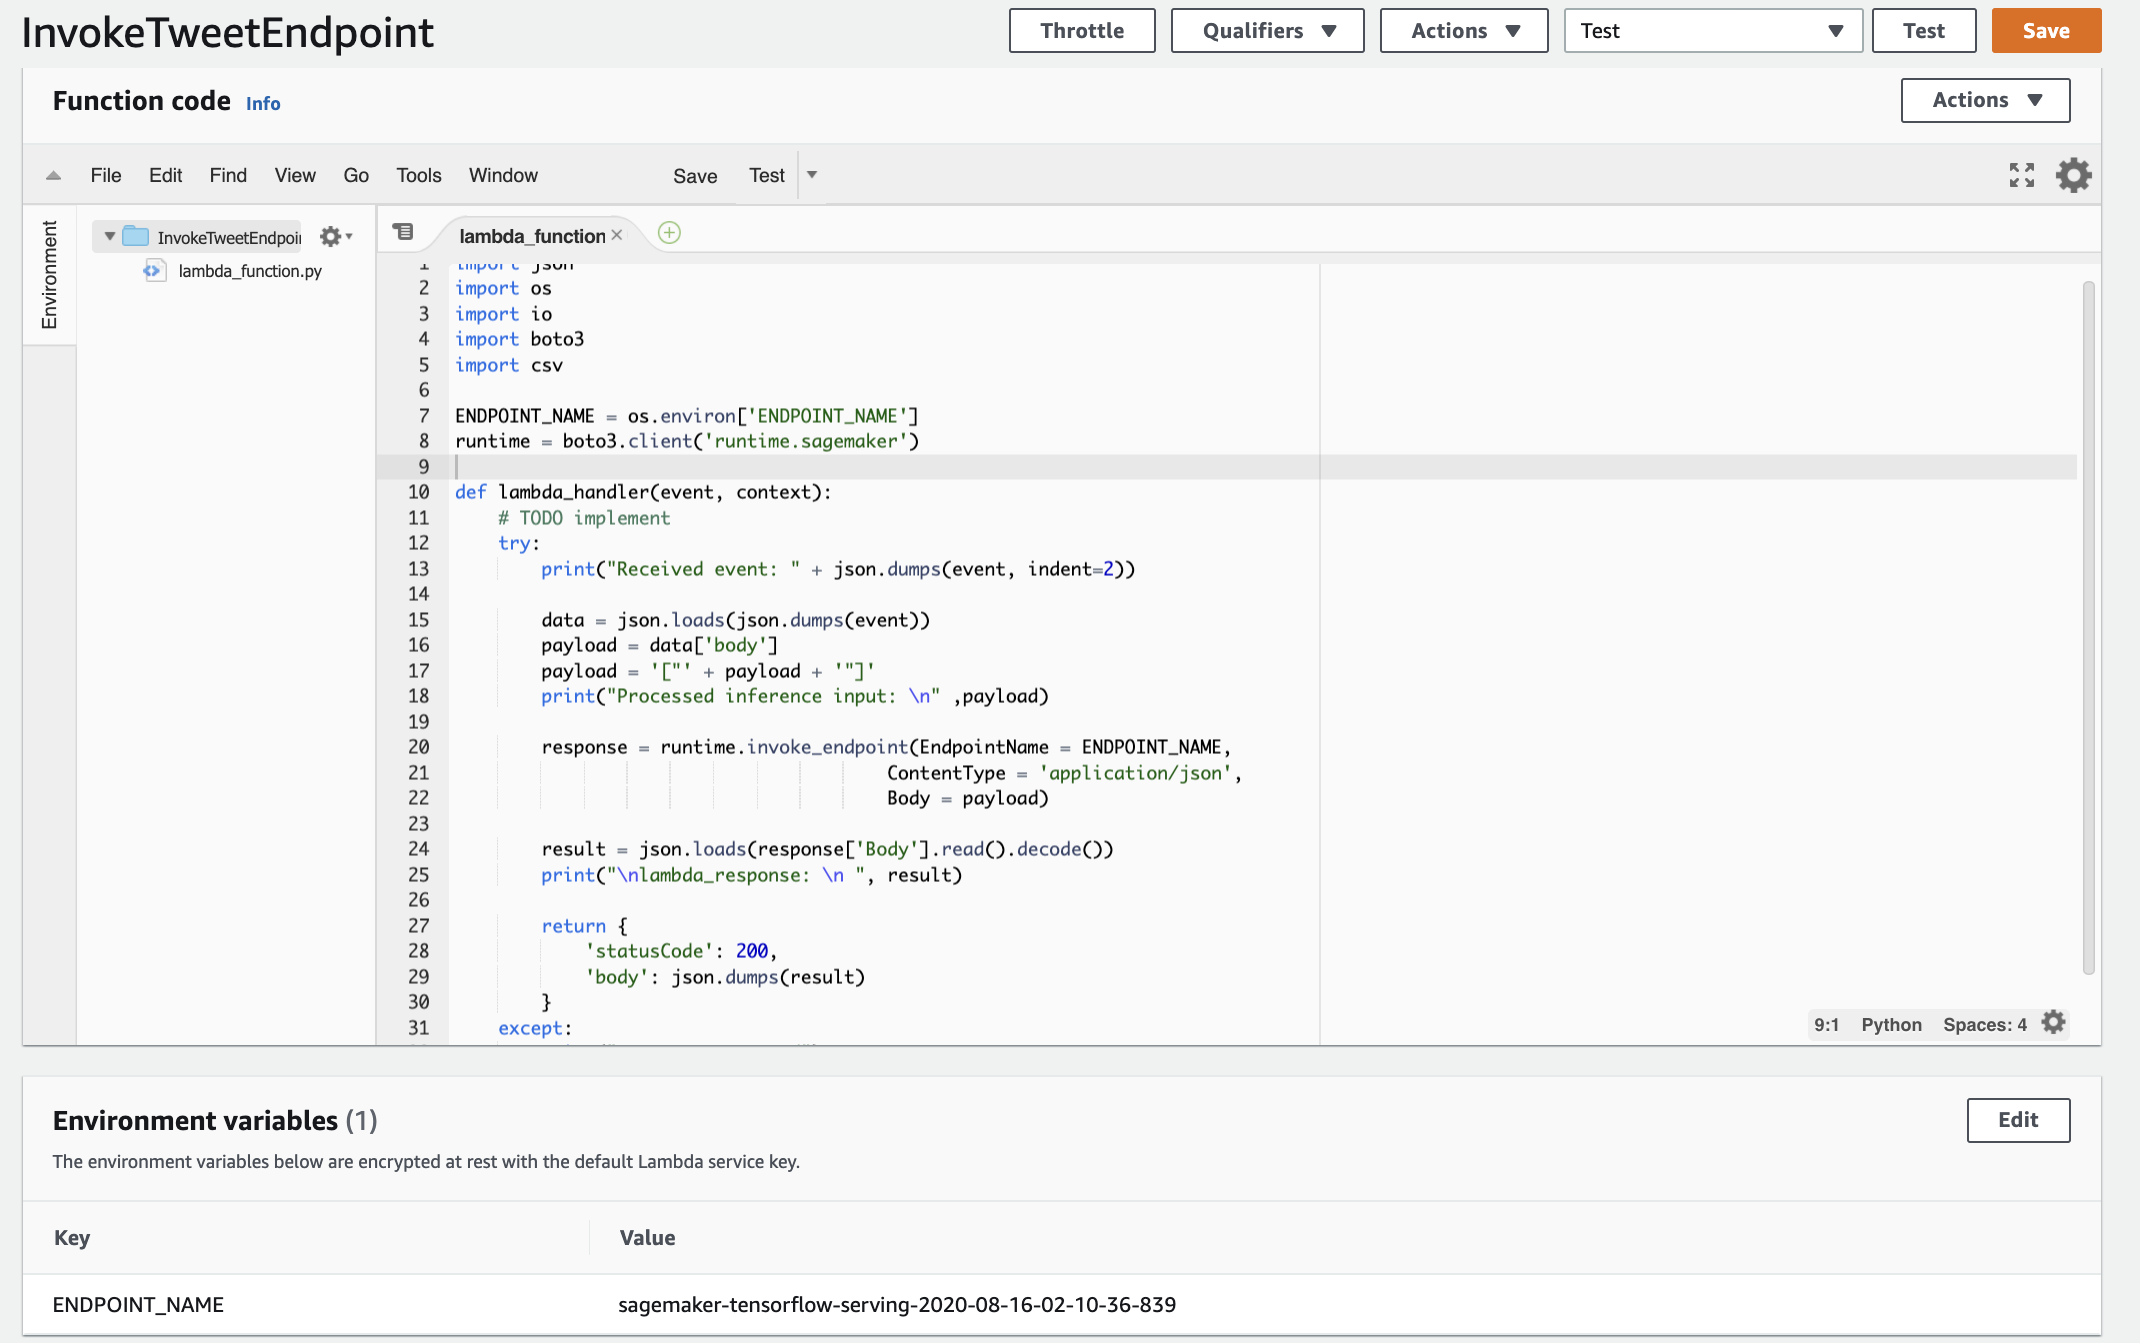 InvokeTweetEndpoint
Throttle
Qualifiers
Actions
Test
Test
Save
Function code Info
Actions
File Edit Find View Go Tools Window Save Test
Environment
InvokeTweetEndpoi
lambda_function.py
lambda_function
1 import json
2 import os
3 import io
4 import boto3
5 import csv
6
7 ENDPOINT_NAME = os.environ['ENDPOINT_NAME']
8 runtime = boto3.client('runtime.sagemaker')
9
10 def lambda_handler(event, context):
11     # TODO implement
12     try:
13         print("Received event: " + json.dumps(event, indent=2))
14
15         data = json.loads(json.dumps(event))
16         payload = data['body']
17         payload = '["' + payload + '"]'
18         print("Processed inference input: \n" ,payload)
19
20         response = runtime.invoke_endpoint(EndpointName = ENDPOINT_NAME,
21                                         ContentType = 'application/json',
22                                         Body = payload)
23
24         result = json.loads(response['Body'].read().decode())
25         print("\nlambda_response: \n ", result)
26
27         return {
28             'statusCode': 200,
29             'body': json.dumps(result)
30         }
31     except:
9:1 Python Spaces: 4
Environment variables (1)
Edit
The environment variables below are encrypted at rest with the default Lambda service key.
Key Value
ENDPOINT_NAME sagemaker-tensorflow-serving-2020-08-16-02-10-36-839